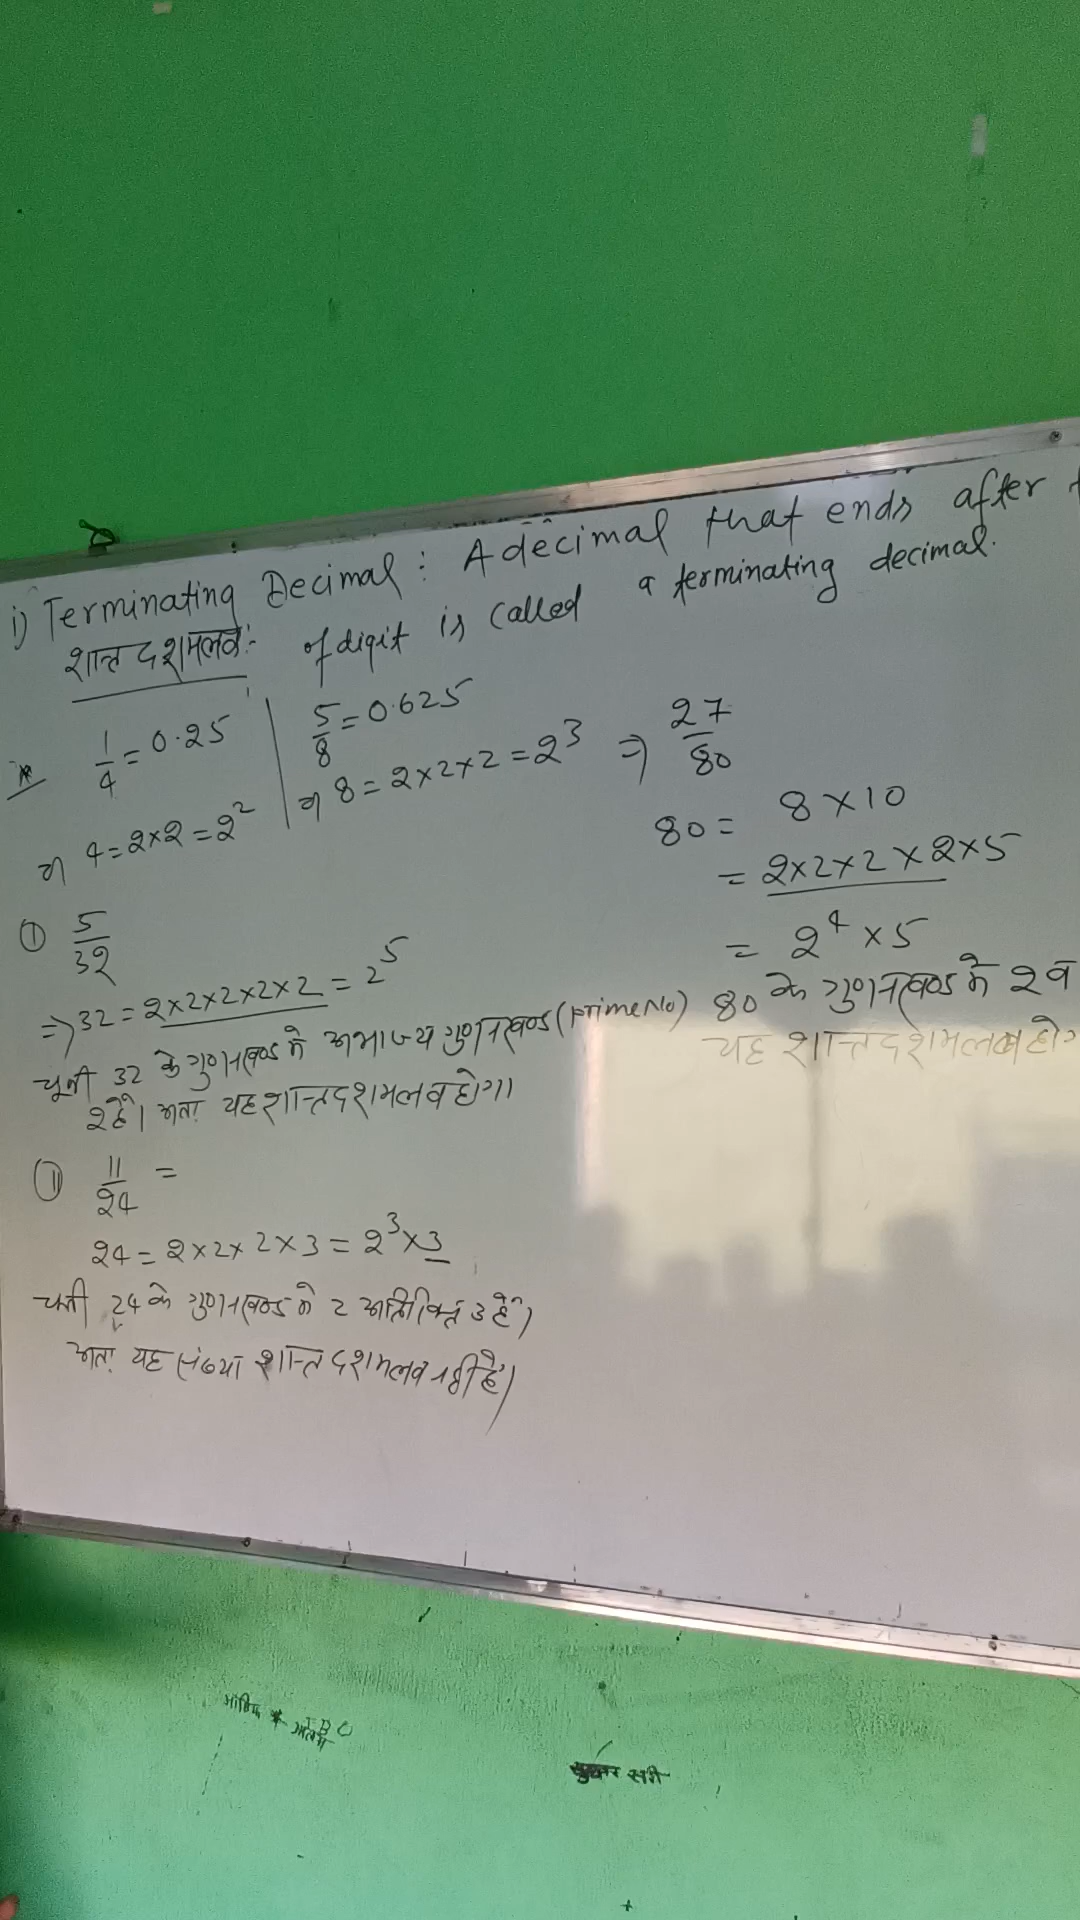 i) Terminating Decimal : A decimal that ends after
शान्त दशमलव :- of digit is called a terminating decimal.
* 1/4 = 0.25
4 = 2×2 = 2²
5/8 = 0.625
8 = 2×2×2 = 2³
① 5/32
⇒ 32 = 2×2×2×2×2 = 2⁵
चूकी 32 के गुणनखण्ड में अभाज्य गुणनखण्ड (prime No)
2 है। अतः यह शान्त दशमलव होगा।
⑪ 11/24 =
24 = 2×2×2×3 = 2³×3
चूकी 24 के गुणनखण्ड में 2 अतिरिक्त 3 है।
अतः यह संख्या शान्त दशमलव नहीं है।
⇒ 27/80
80 = 8×10
= 2×2×2×2×5
= 2⁴×5
80 के गुणनखण्ड में 2 व
यह शान्त दशमलव
TBC